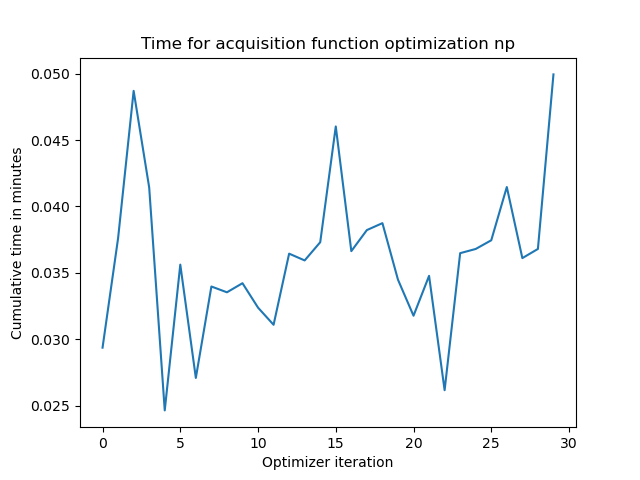 Time for acquisition function optimization np
Cumulative time in minutes
0.050
0.045
0.040
0.035
0.030
0.025
0 5 10 15 20 25 30
Optimizer iteration